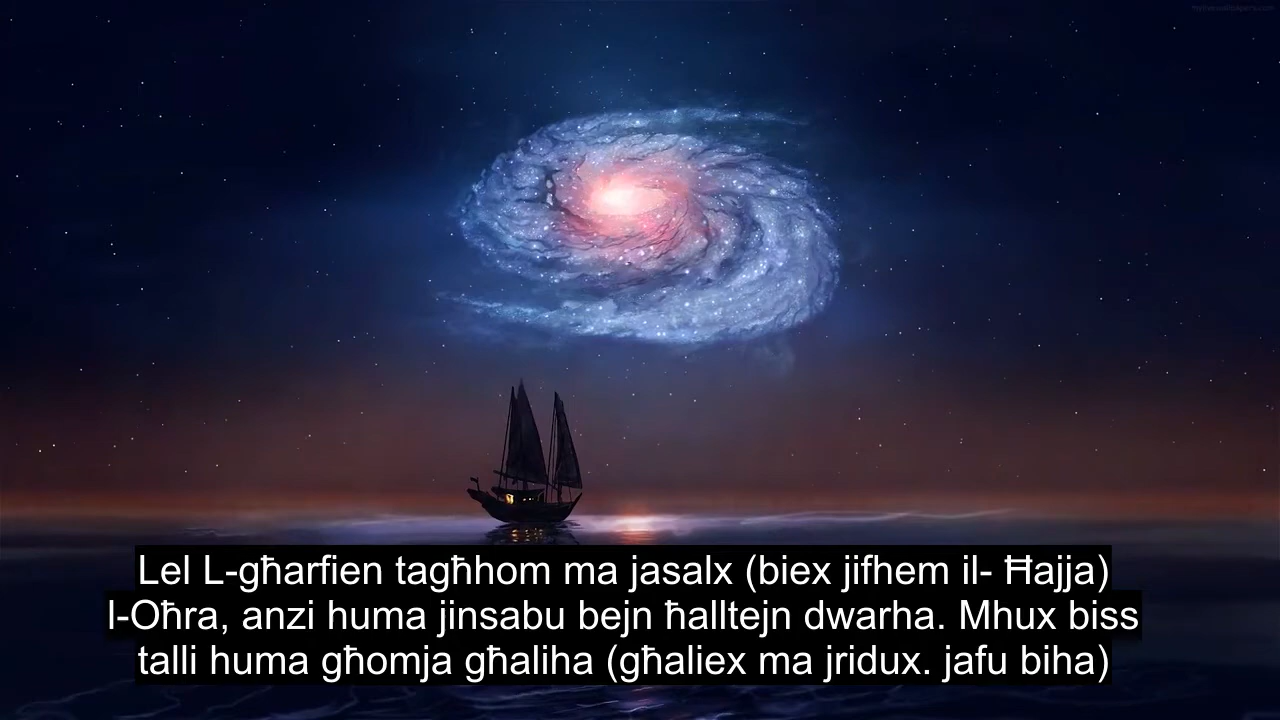 Lel L-għarfien tagħhom ma jasalx (biex jifhem il- Ħajja)
l-Oħra, anzi huma jinsabu bejn ħalltejn dwarha. Mhux biss
talli huma għomja għaliha (għaliex ma jridux. jafu biha)